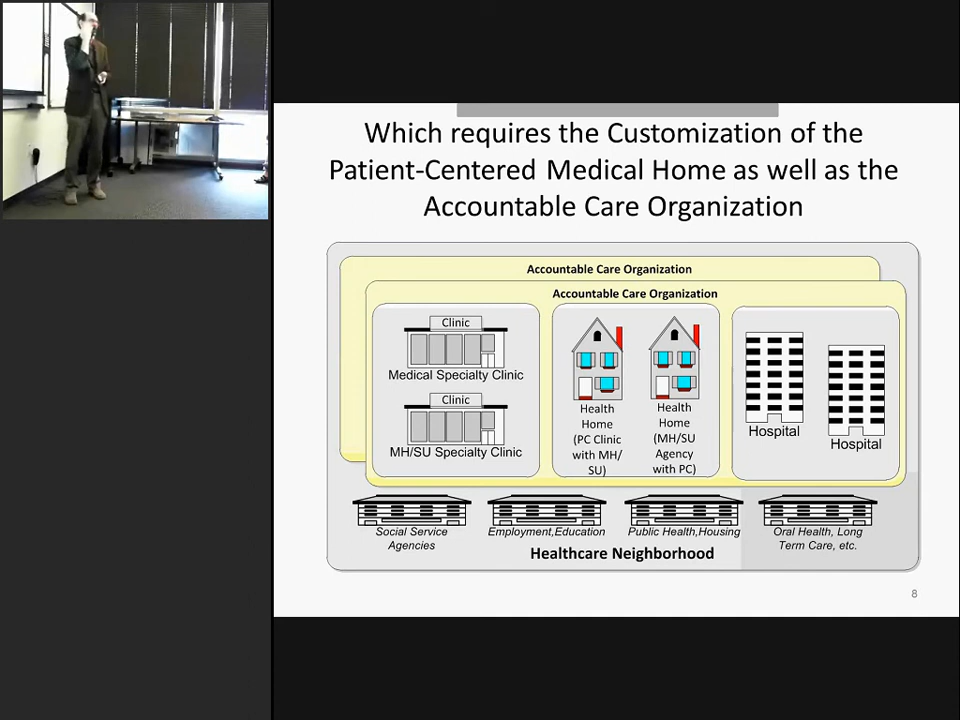 Which requires the Customization of the
Patient-Centered Medical Home as well as the
Accountable Care Organization
Accountable Care Organization
Accountable Care Organization
Clinic
Medical Specialty Clinic
Clinic
MH/SU Specialty Clinic
Health
Home
(PC Clinic
with MH/
SU)
Health
Home
(MH/SU
Agency
with PC)
Hospital
Hospital
Social Service
Agencies
Employment,Education
Public Health,Housing
Oral Health, Long
Term Care, etc.
Healthcare Neighborhood
8